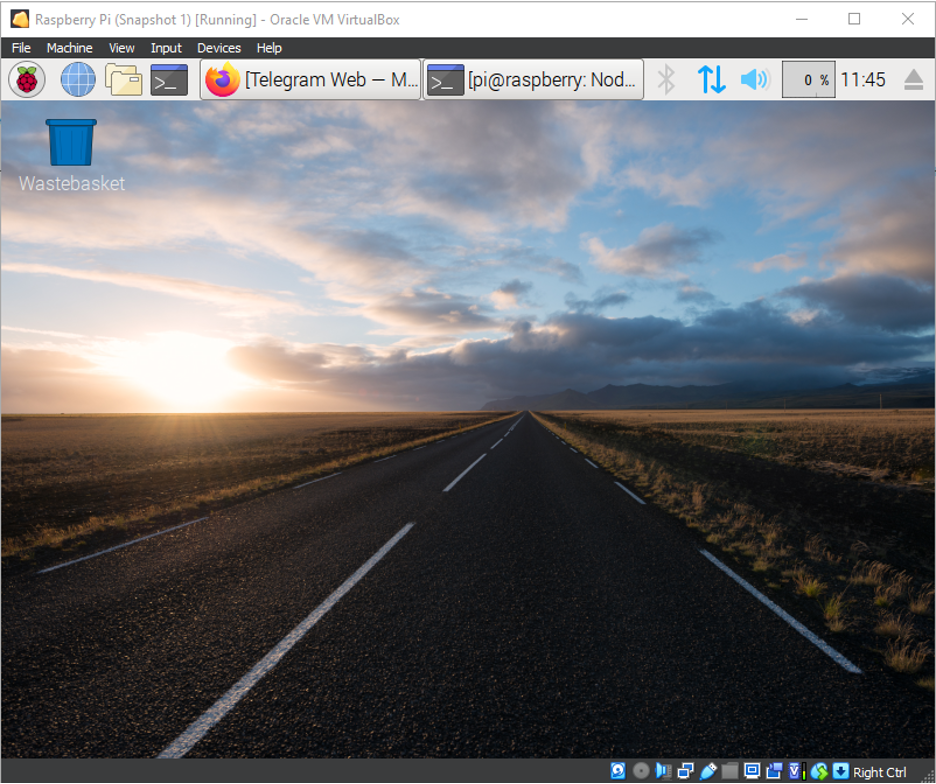 Raspberry Pi (Snapshot 1) [Running] - Oracle VM VirtualBox
File Machine View Input Devices Help
[Telegram Web — M... [pi@raspberry: Nod... 0 % 11:45
Wastebasket
Right Ctrl